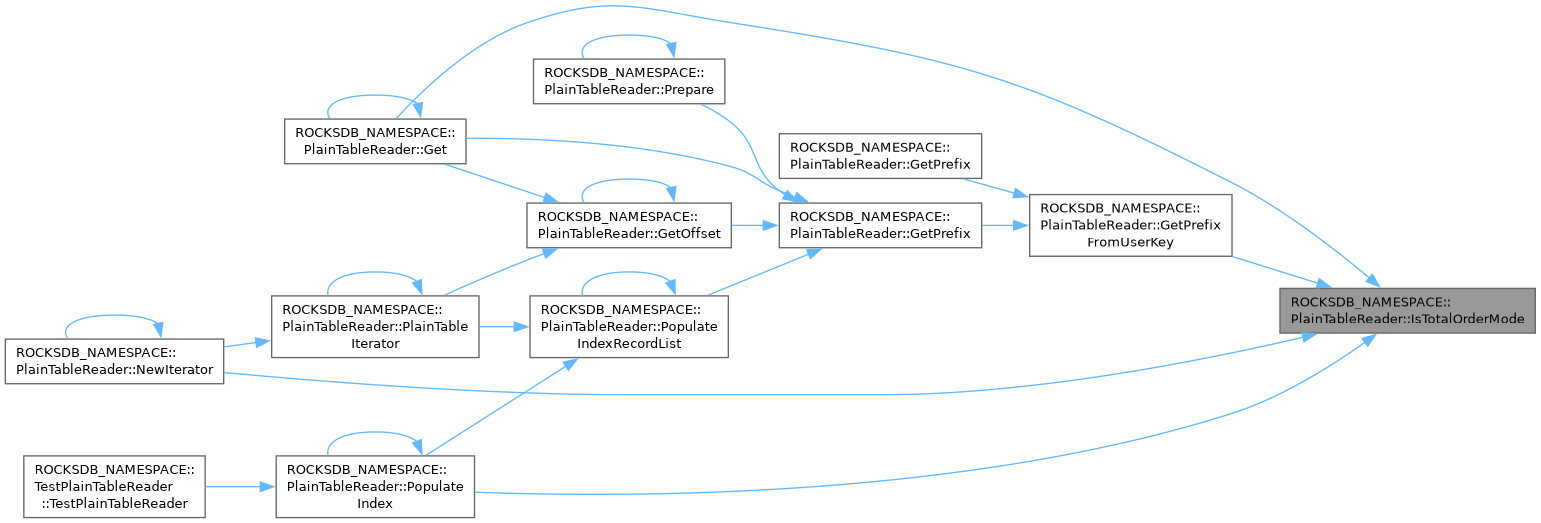 ROCKSDB_NAMESPACE::
PlainTableReader::Prepare
ROCKSDB_NAMESPACE::
PlainTableReader::Get
ROCKSDB_NAMESPACE::
PlainTableReader::GetPrefix
ROCKSDB_NAMESPACE::
PlainTableReader::GetPrefix
FromUserKey
ROCKSDB_NAMESPACE::
PlainTableReader::GetOffset
ROCKSDB_NAMESPACE::
PlainTableReader::GetPrefix
ROCKSDB_NAMESPACE::
PlainTableReader::IsTotalOrderMode
ROCKSDB_NAMESPACE::
PlainTableReader::PlainTable
Iterator
ROCKSDB_NAMESPACE::
PlainTableReader::Populate
IndexRecordList
ROCKSDB_NAMESPACE::
PlainTableReader::NewIterator
ROCKSDB_NAMESPACE::
TestPlainTableReader
::TestPlainTableReader
ROCKSDB_NAMESPACE::
PlainTableReader::Populate
Index